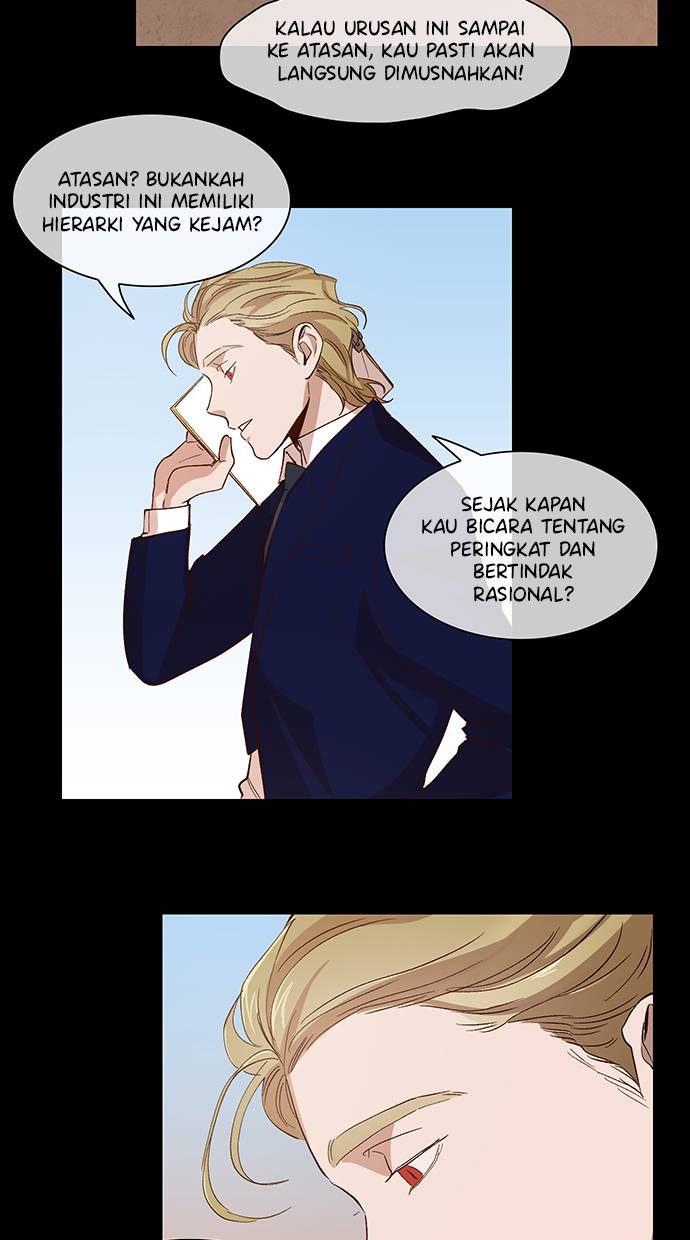 KALAU URUSAN INI SAMPAI
KE ATASAN, KAU PASTI AKAN
LANGSUNG DIMUSNAHKAN!
ATASAN? BUKANKAH
INDUSTRI INI MEMILIKI
HIERARKI YANG KEJAM?
SEJAK KAPAN
KAU BICARA TENTANG
PERINGKAT DAN
BERTINDAK
RASIONAL?